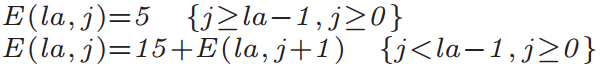 E(la,j)=5 {j≥la−1,j≥0}
E(la,j)=15+E(la,j+1) {j<la−1,j≥0}